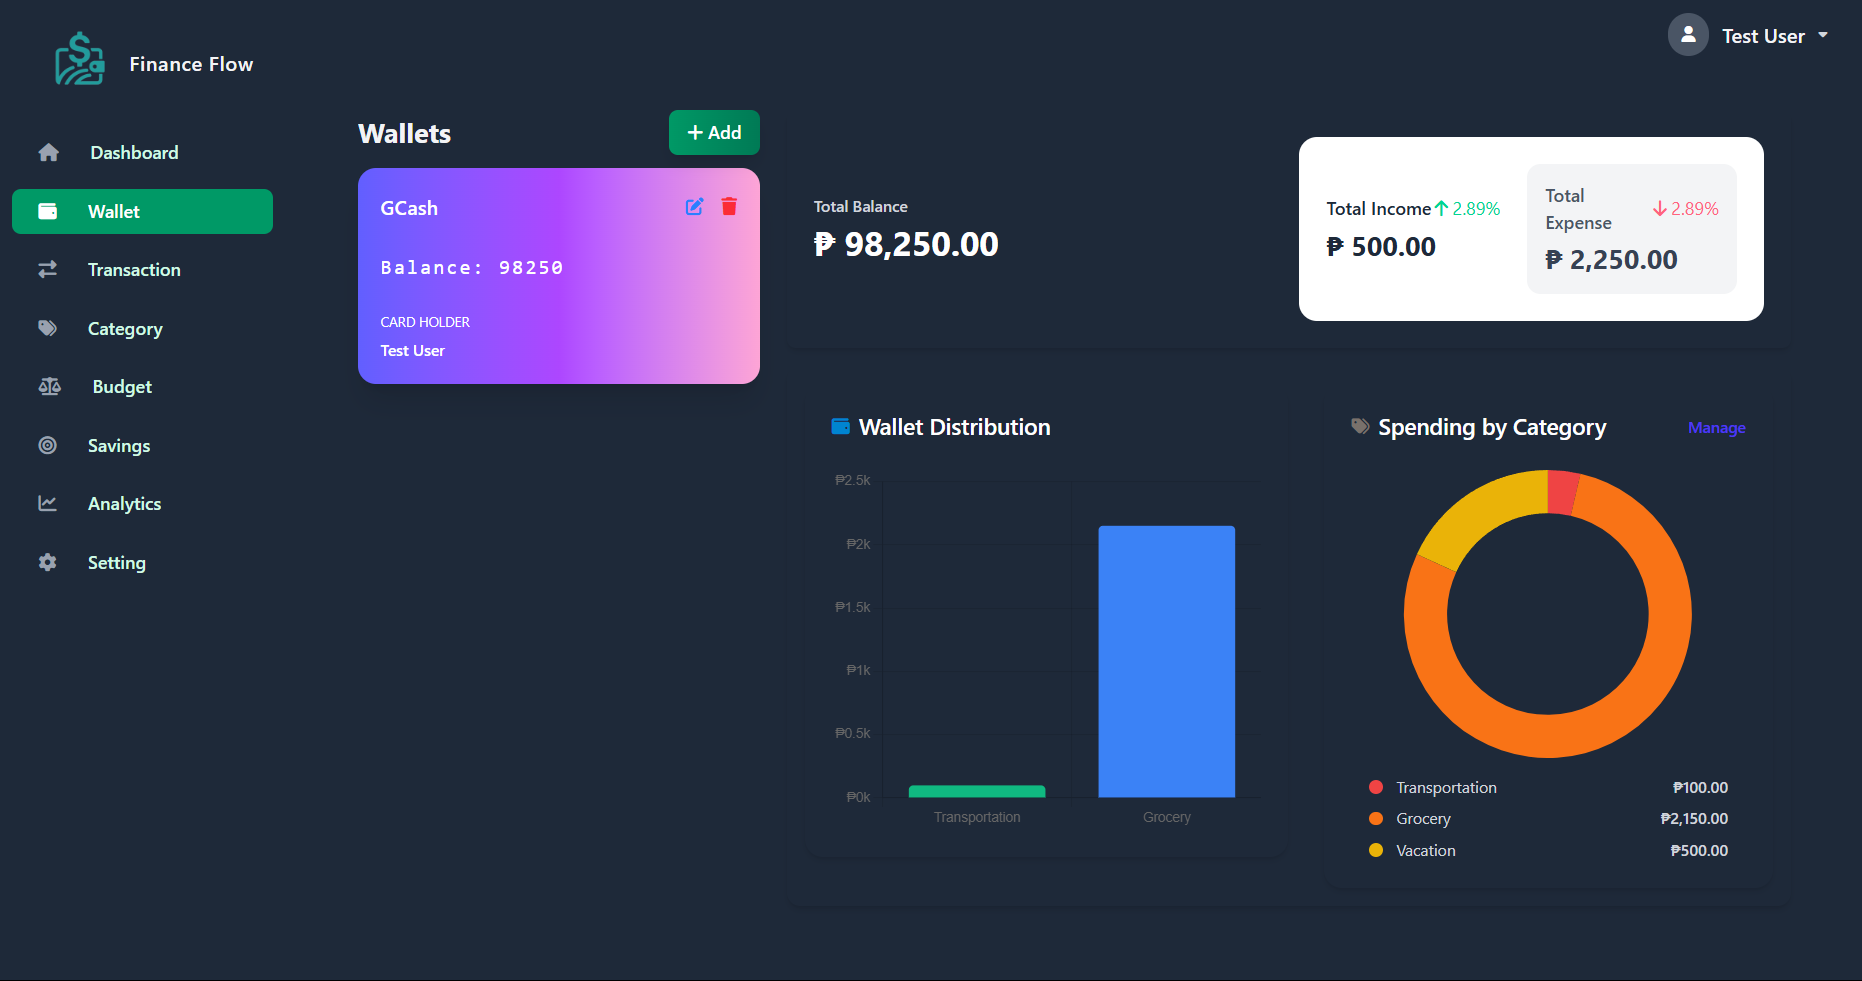 Finance Flow
Test User
Dashboard
Wallet
Transaction
Category
Budget
Savings
Analytics
Setting
Wallets
+ Add
GCash
Balance: 98250
CARD HOLDER
Test User
Total Balance
₱ 98,250.00
Total Income 2.89%
₱ 500.00
Total
Expense
2.89%
₱ 2,250.00
Wallet Distribution
₱2.5k
₱2k
₱1.5k
₱1k
₱0.5k
₱0k
Transportation
Grocery
Spending by Category
Manage
Transportation ₱100.00
Grocery ₱2,150.00
Vacation ₱500.00